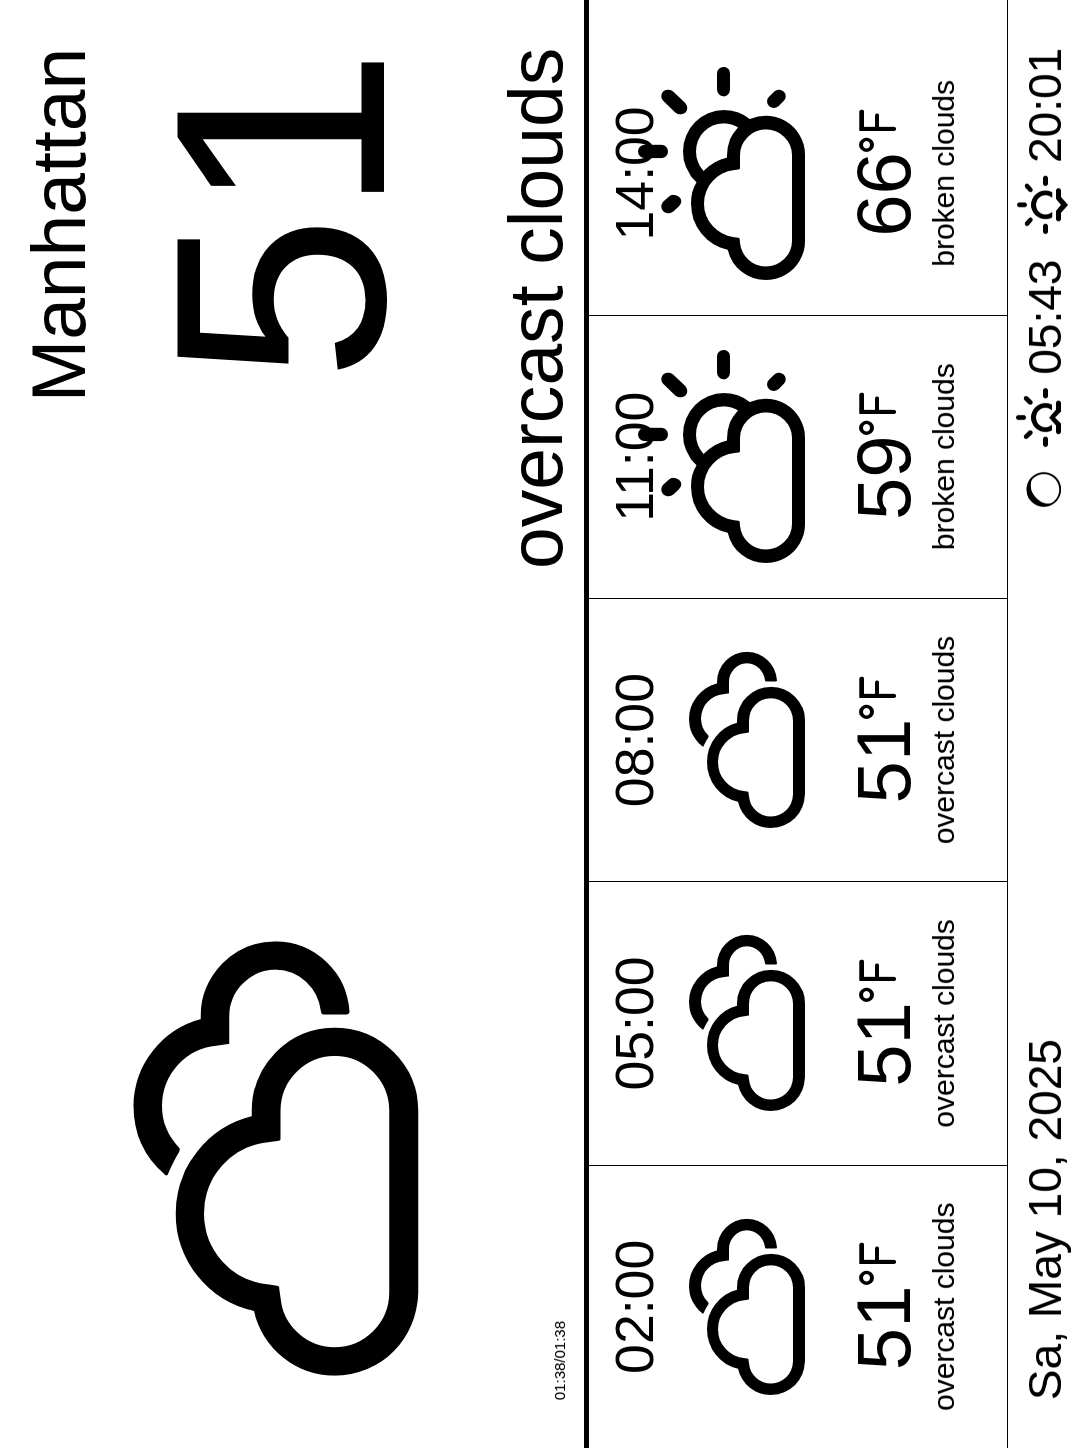 Manhattan
51
overcast clouds
01:38/01:38
02:00 05:00 08:00 11:00 14:00
51°F 51°F 51°F 59°F 66°F
overcast clouds overcast clouds overcast clouds broken clouds broken clouds
Sa, May 10, 2025 05:43 20:01